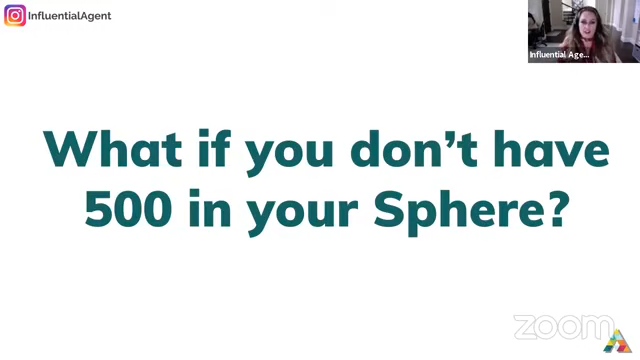 InfluentialAgent
Influential Age...
What if you don't have
500 in your Sphere?
zoom